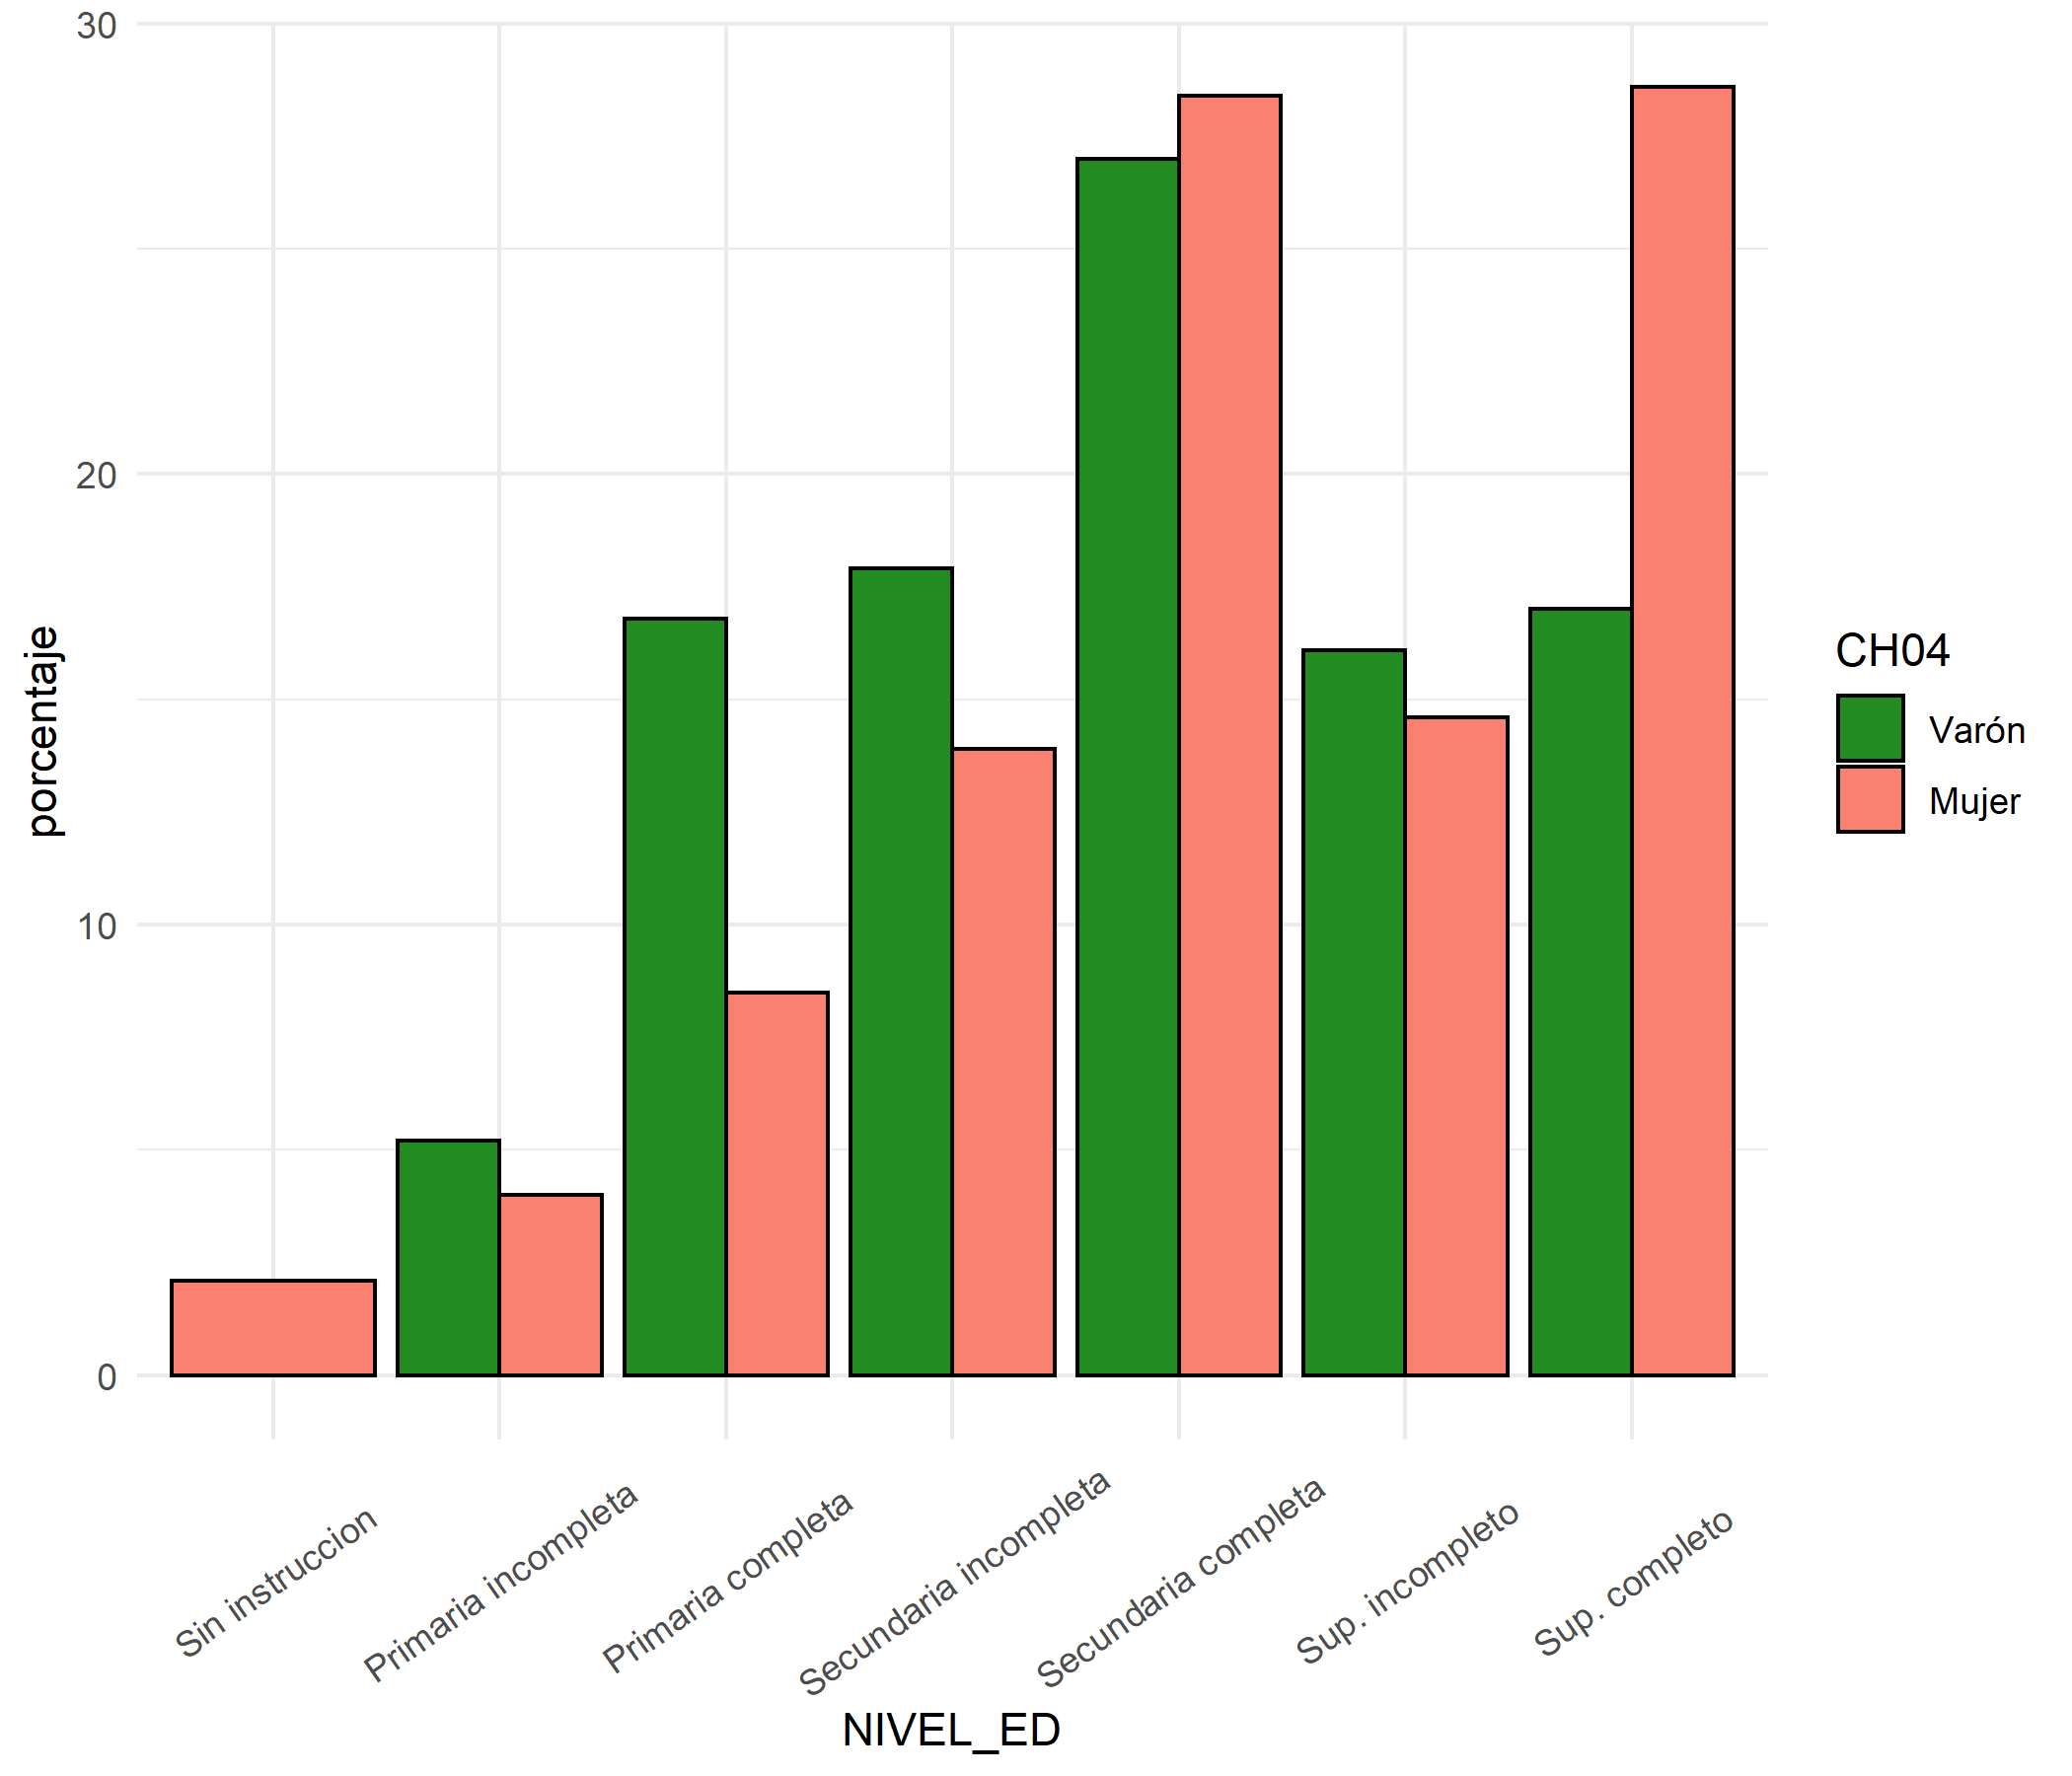 30
20
10
0
porcentaje
Sin instruccion
Primaria incompleta
Primaria completa
Secundaria incompleta
Secundaria completa
Sup. incompleto
Sup. completo
NIVEL_ED
CH04
Varón
Mujer